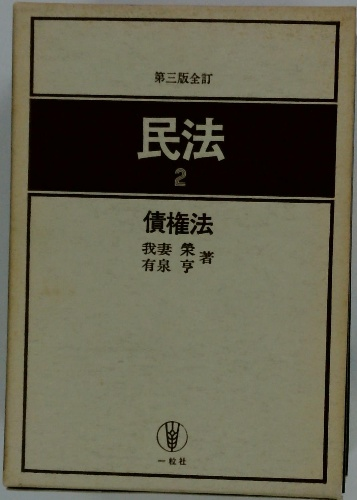 第三版全訂
民法
2
債権法
我妻 榮
有泉 亨 著
一粒社